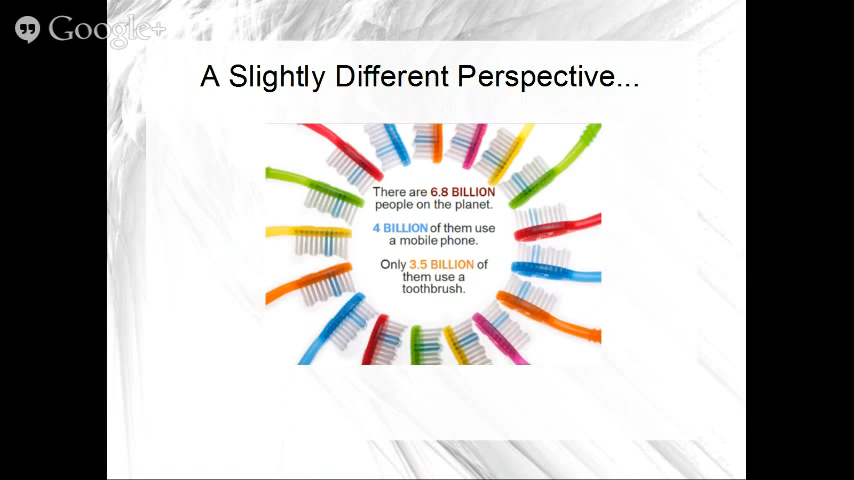 Google+
A Slightly Different Perspective...
There are 6.8 BILLION
people on the planet.
4 BILLION of them use
a mobile phone.
Only 3.5 BILLION of
them use a
toothbrush.